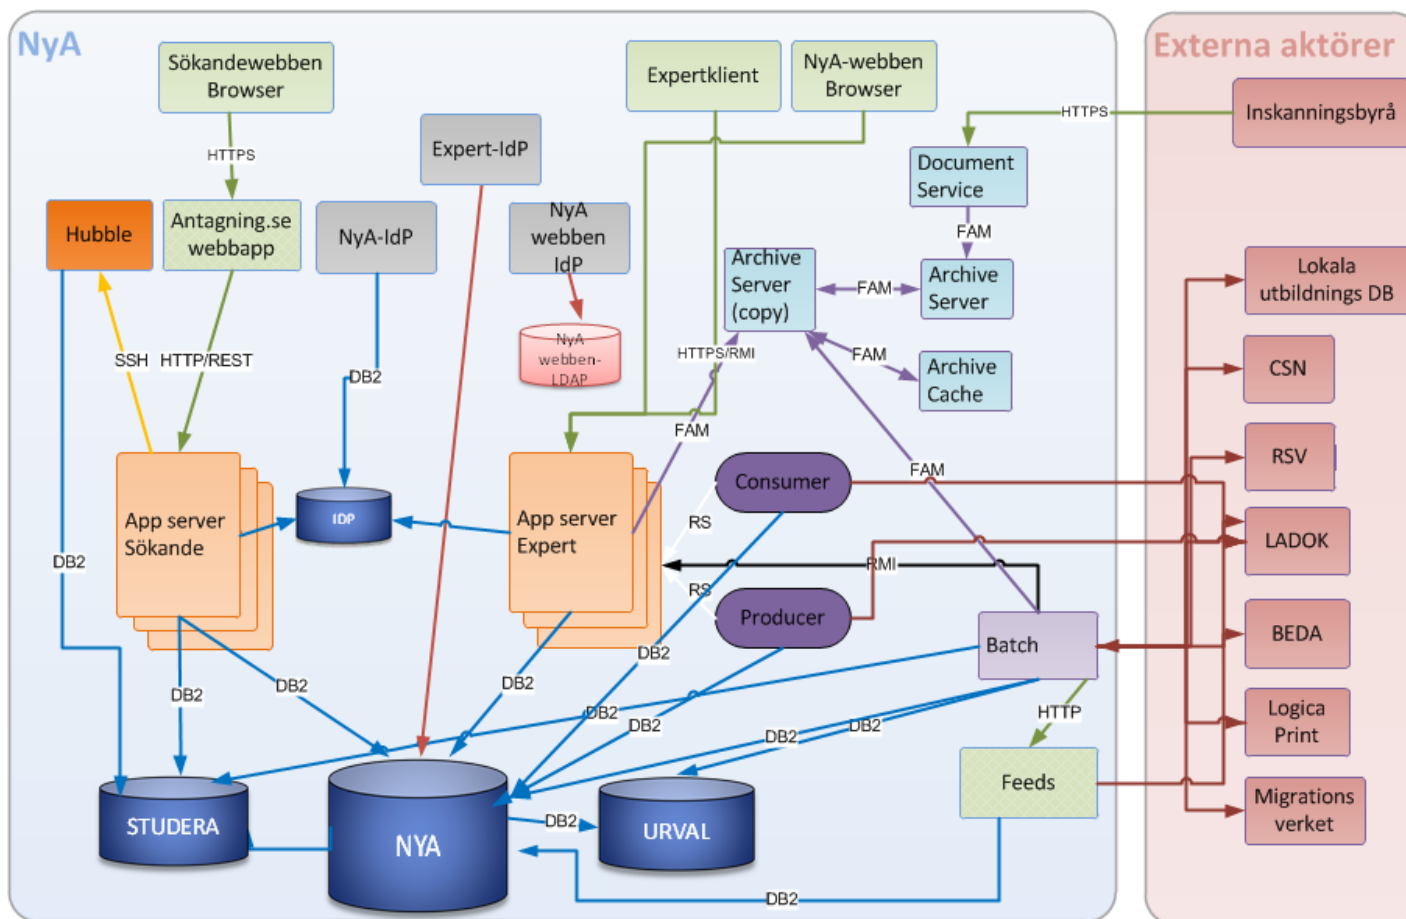 NyA
Externa aktörer
Sökandewebben
Browser
Expertklient
NyA-webben
Browser
HTTPS
Inskanningsbyrå
Expert-IdP
HTTPS
Document
Service
Hubble
Antagning.se
webbapp
NyA-IdP
NyA
webben
IdP
FAM
Archive
Server
(copy)
FAM
Archive
Server
Lokala
utbildnings DB
SSH
HTTP/REST
DB2
NyA
webben-
LDAP
HTTPS/RMI
FAM
Archive
Cache
CSN
FAM
RSV
FAM
Consumer
App server
Sökande
IDP
App server
Expert
RS
LADOK
DB2
RMI
RS
Producer
BEDA
Batch
DB2
DB2
DB2
DB2
DB2
DB2
DB2
DB2
HTTP
Logica
Print
Feeds
Migrations
verket
STUDERA
NYA
DB2
URVAL
DB2